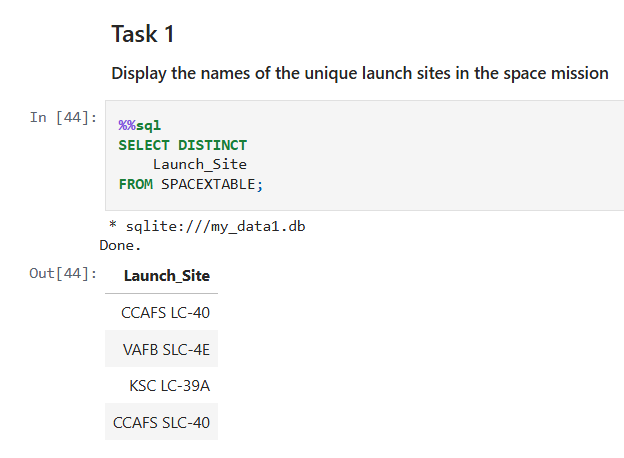 Task 1
Display the names of the unique launch sites in the space mission
In [44]:
%%sql
SELECT DISTINCT
    Launch_Site
FROM SPACEXTABLE;
 * sqlite:///my_data1.db
Done.
Out[44]:
Launch_Site
CCAFS LC-40
VAFB SLC-4E
KSC LC-39A
CCAFS SLC-40